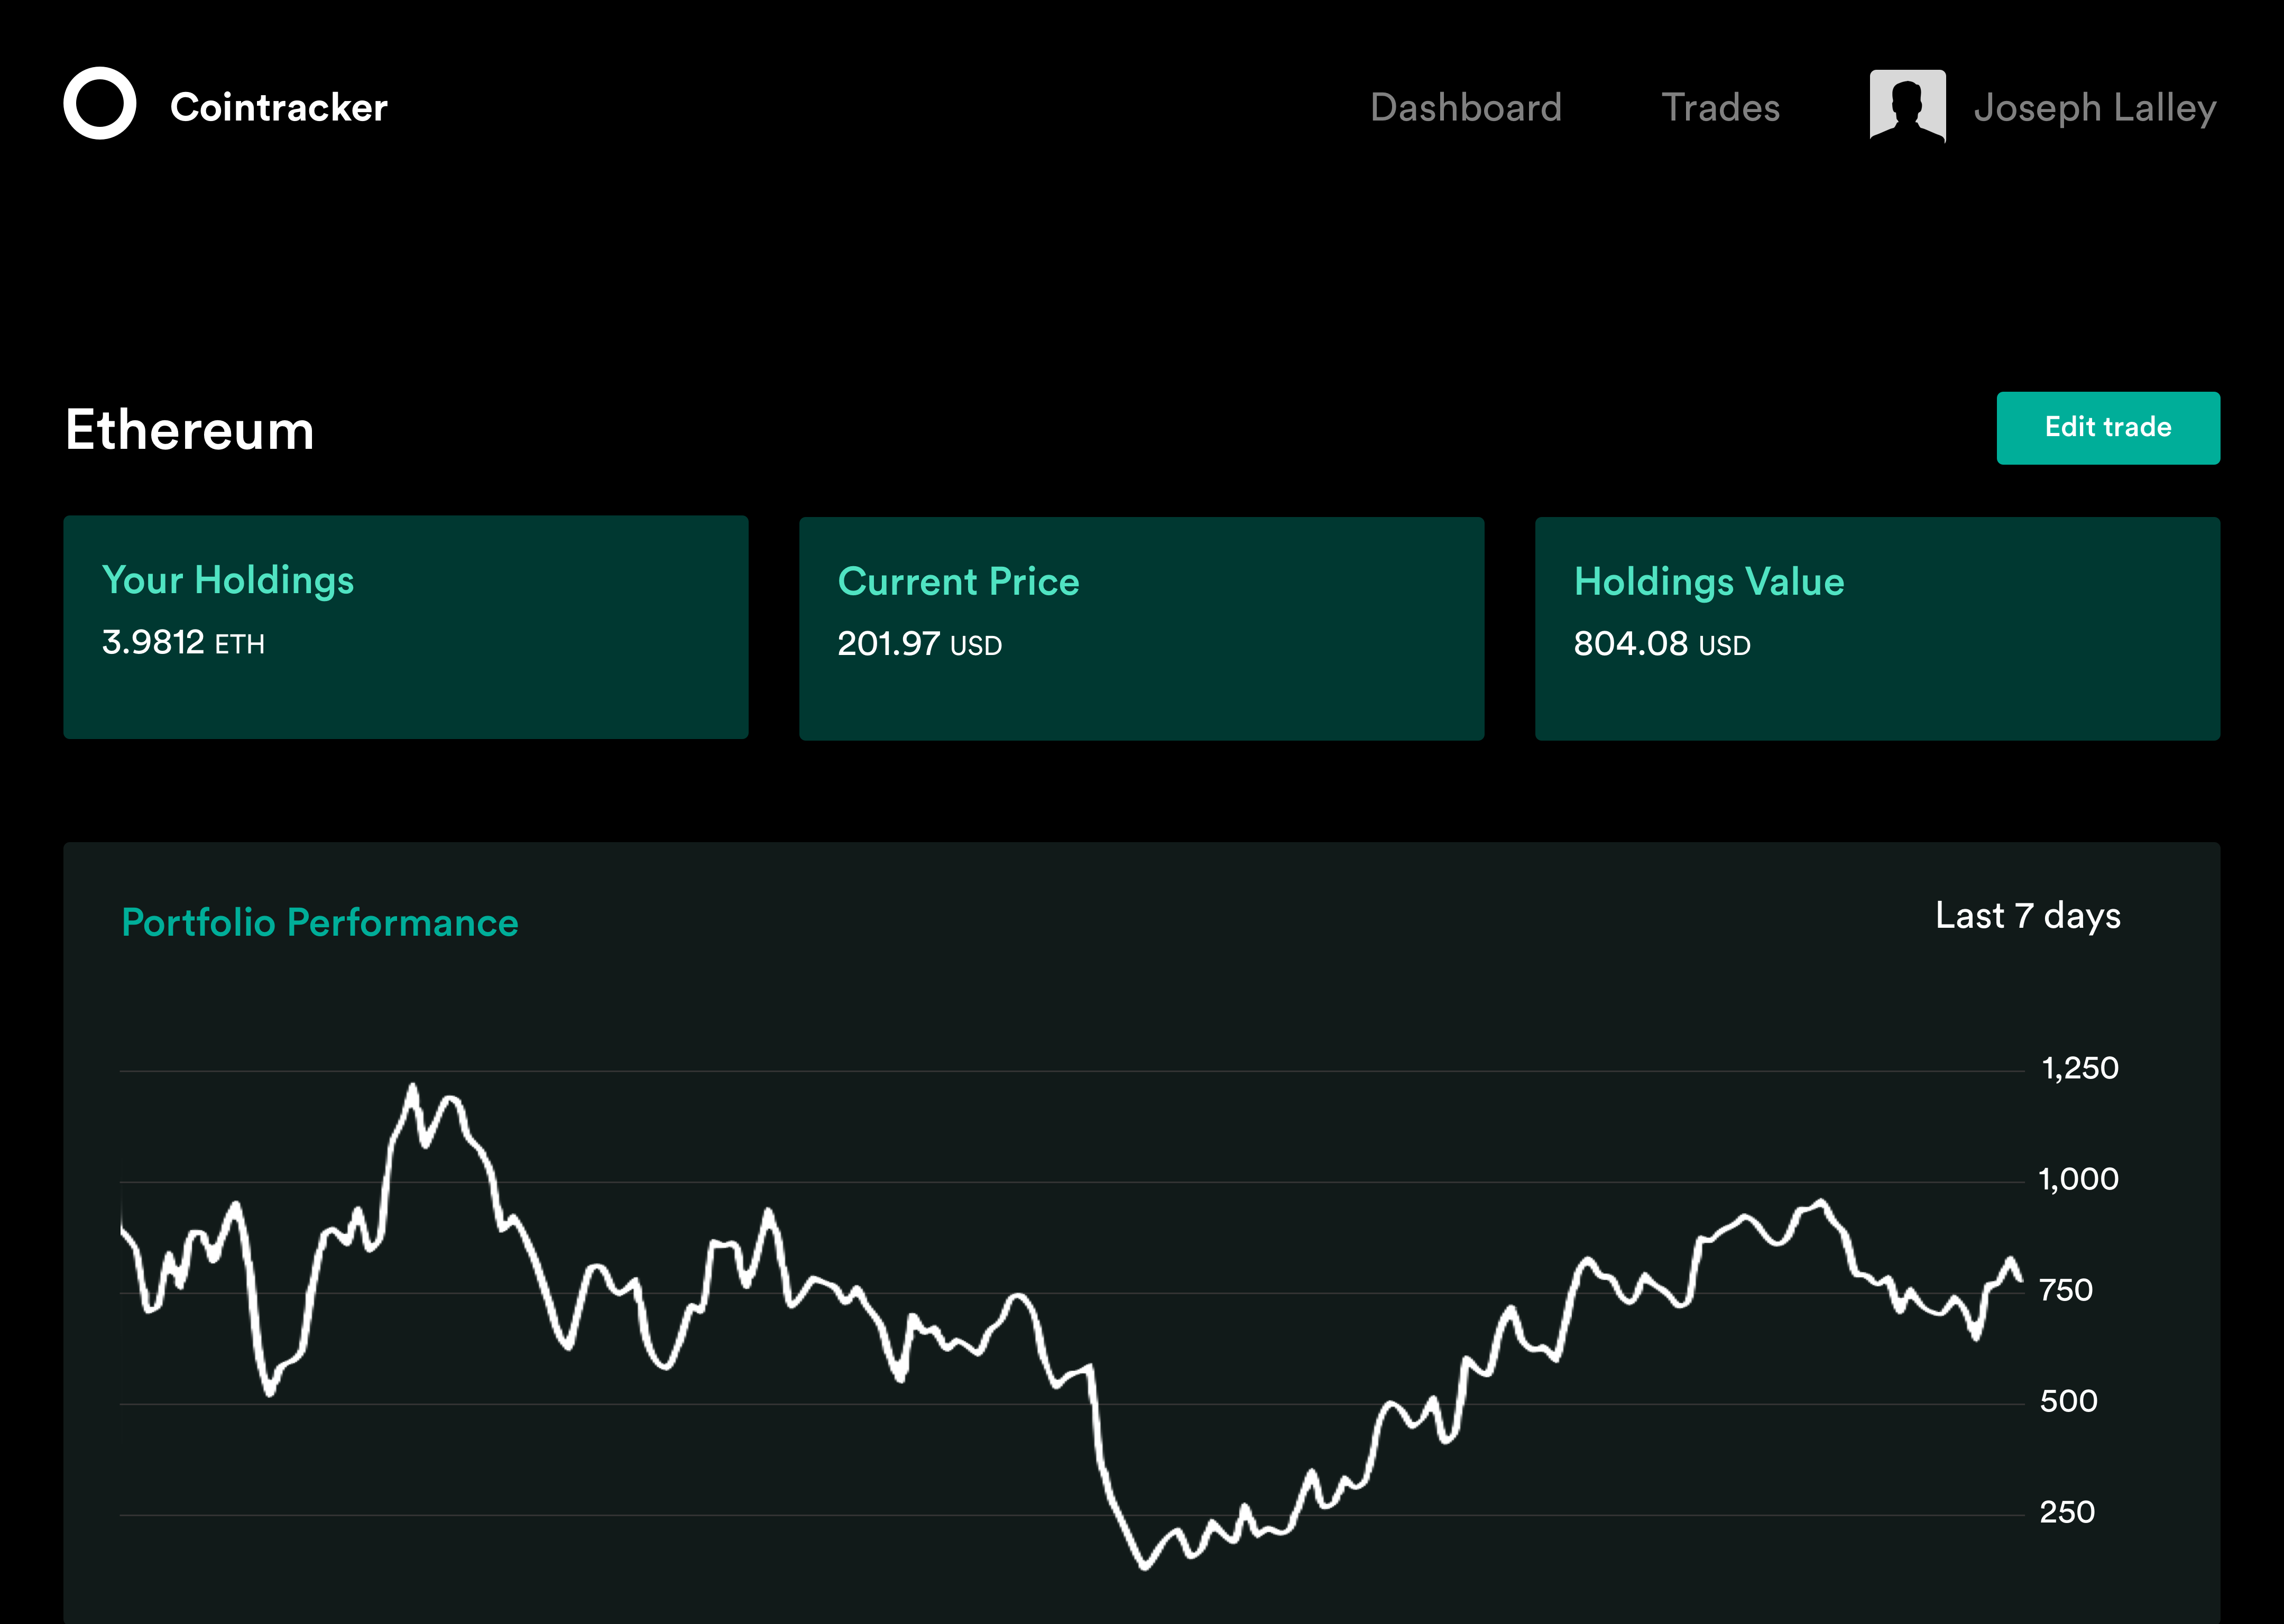 Cointracker
Dashboard
Trades
Joseph Lalley
Ethereum
Edit trade
Your Holdings
3.9812 ETH
Current Price
201.97 USD
Holdings Value
804.08 USD
Portfolio Performance
Last 7 days
1,250
1,000
750
500
250